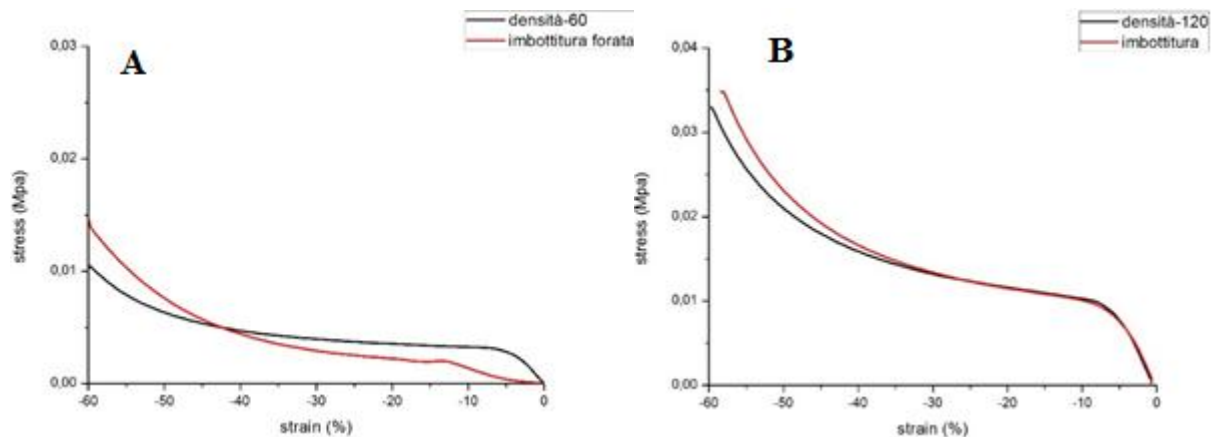 densità-60
imbottitura forata
A
0,03
0,02
0,01
0,00
stress (Mpa)
-60
-50
-40
-30
-20
-10
0
strain (%)
densità-120
imbottitura
B
0,04
0,03
0,02
0,01
0,00
stress (Mpa)
-60
-50
-40
-30
-20
-10
0
strain (%)